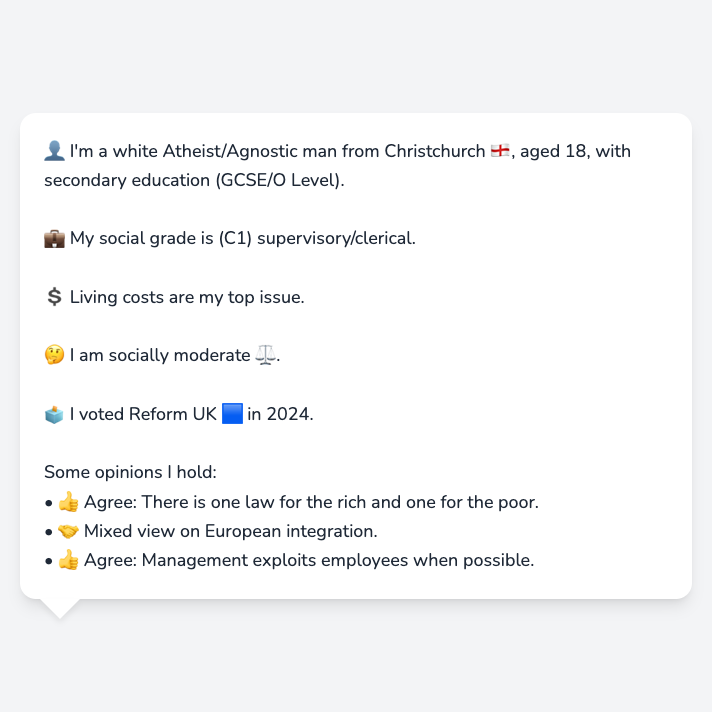 👤 I'm a white Atheist/Agnostic man from Christchurch 🏴󠁧󠁢󠁥󠁮󠁧󠁿, aged 18, with
secondary education (GCSE/O Level).
💼 My social grade is (C1) supervisory/clerical.
💲 Living costs are my top issue.
🤔 I am socially moderate ⚖️.
🗳️ I voted Reform UK 🟦 in 2024.
Some opinions I hold:
• 👍 Agree: There is one law for the rich and one for the poor.
• 🤝 Mixed view on European integration.
• 👍 Agree: Management exploits employees when possible.